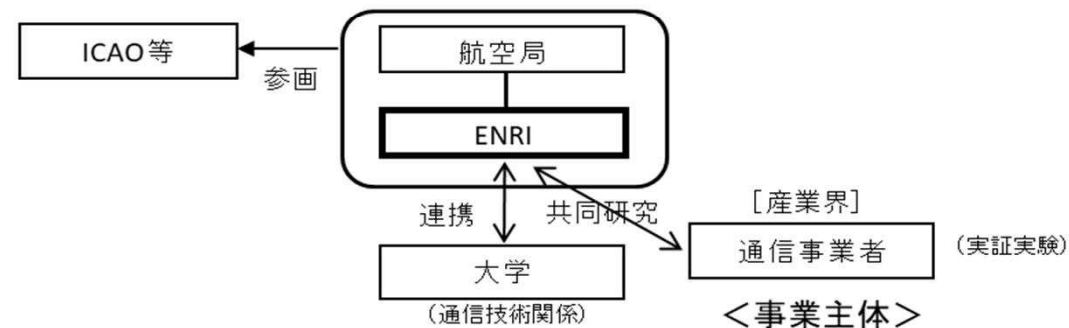 ICAO等
参画
航空局
ENRI
連携
共同研究
[産業界]
通信事業者
(実証実験)
大学
(通信技術関係)
<事業主体>